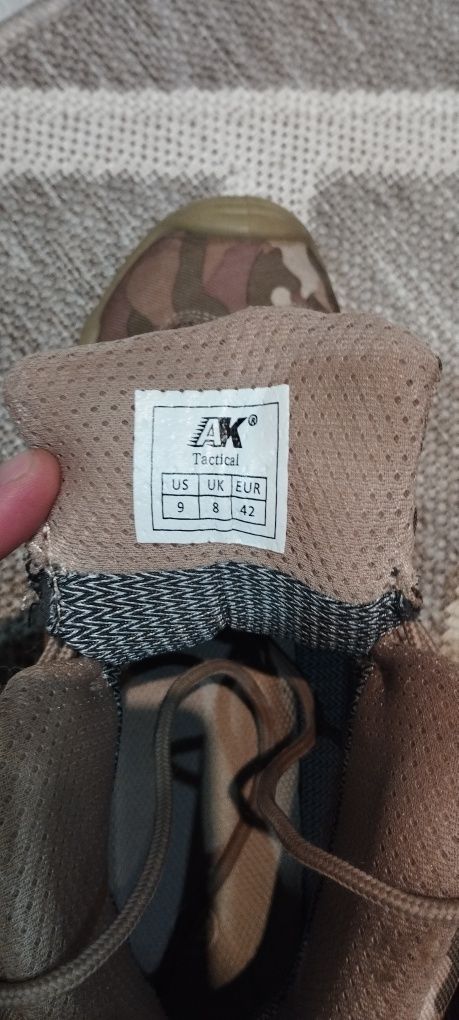 AK®
Tactical
US UK EUR
9 8 42